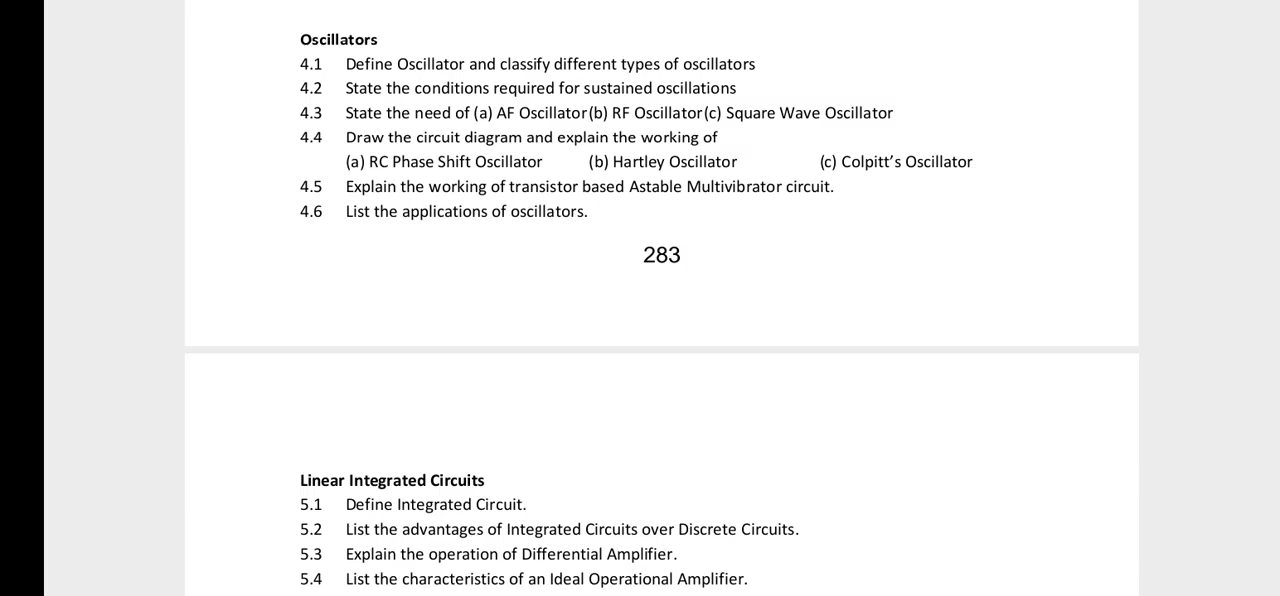 Oscillators
4.1 Define Oscillator and classify different types of oscillators
4.2 State the conditions required for sustained oscillations
4.3 State the need of (a) AF Oscillator(b) RF Oscillator(c) Square Wave Oscillator
4.4 Draw the circuit diagram and explain the working of
(a) RC Phase Shift Oscillator (b) Hartley Oscillator (c) Colpitt’s Oscillator
4.5 Explain the working of transistor based Astable Multivibrator circuit.
4.6 List the applications of oscillators.
283
Linear Integrated Circuits
5.1 Define Integrated Circuit.
5.2 List the advantages of Integrated Circuits over Discrete Circuits.
5.3 Explain the operation of Differential Amplifier.
5.4 List the characteristics of an Ideal Operational Amplifier.